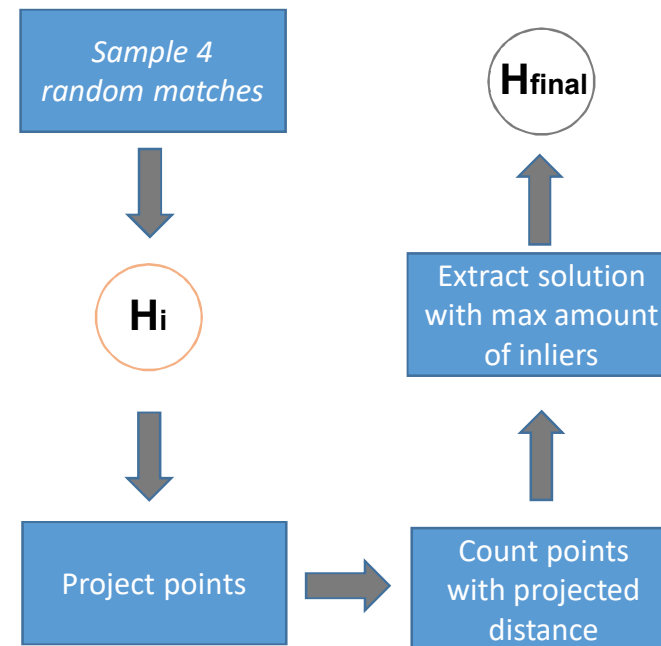 Sample 4
random matches
Hi
Project points
Count points
with projected
distance
Extract solution
with max amount
of inliers
Hfinal